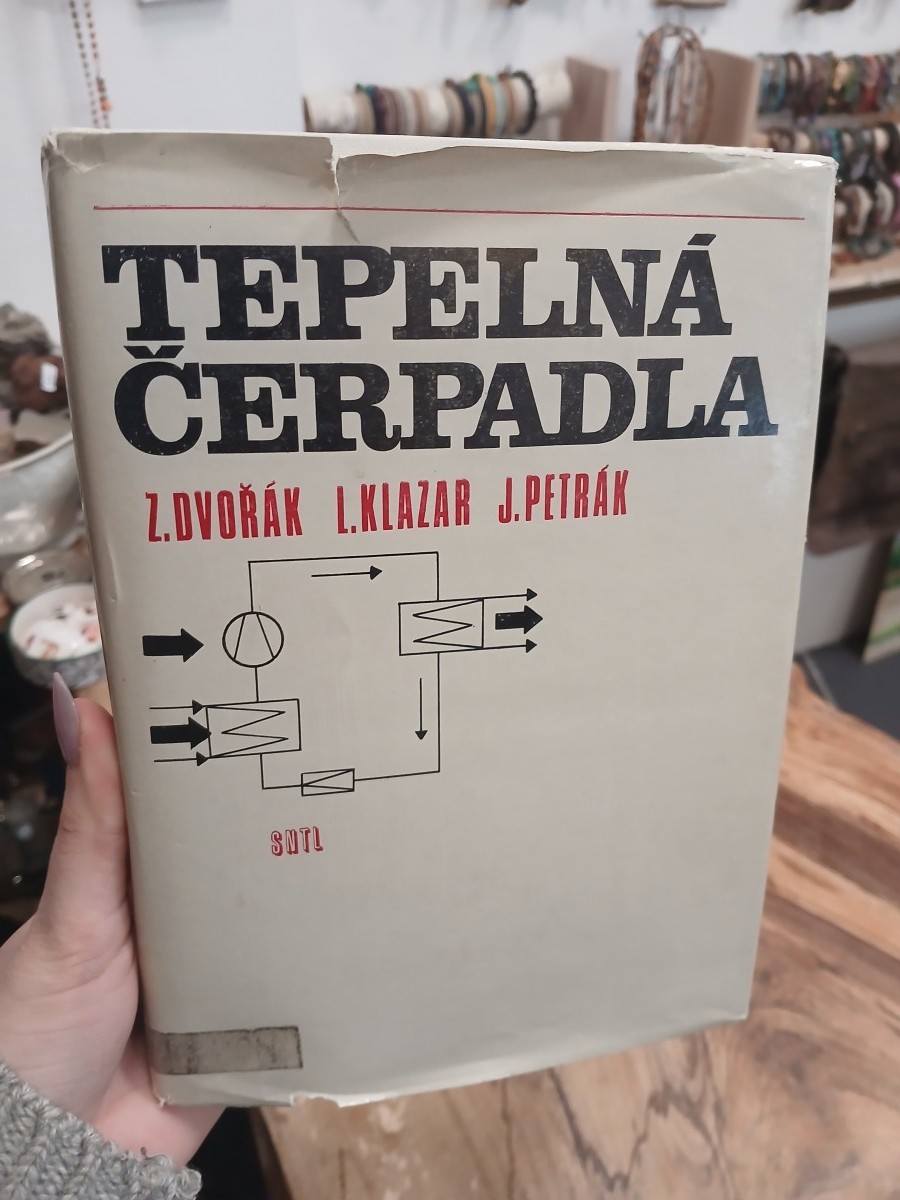 TEPELNÁ
ČERPADLA
Z.DVOŘÁK L.KLAZAR J.PETRÁK
SNTL